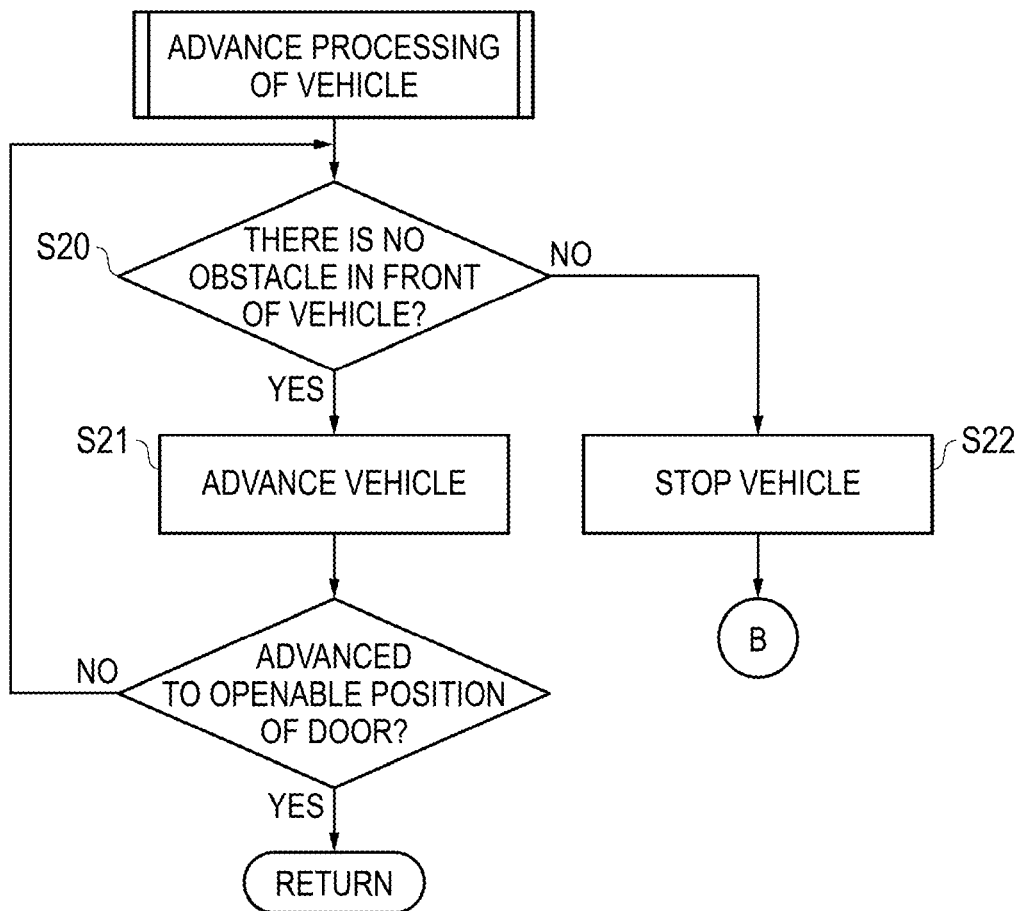 ADVANCE PROCESSING
OF VEHICLE
S20
THERE IS NO
OBSTACLE IN FRONT
OF VEHICLE?
NO
YES
S21
ADVANCE VEHICLE
STOP VEHICLE
S22
ADVANCED
TO OPENABLE POSITION
OF DOOR?
NO
B
YES
RETURN